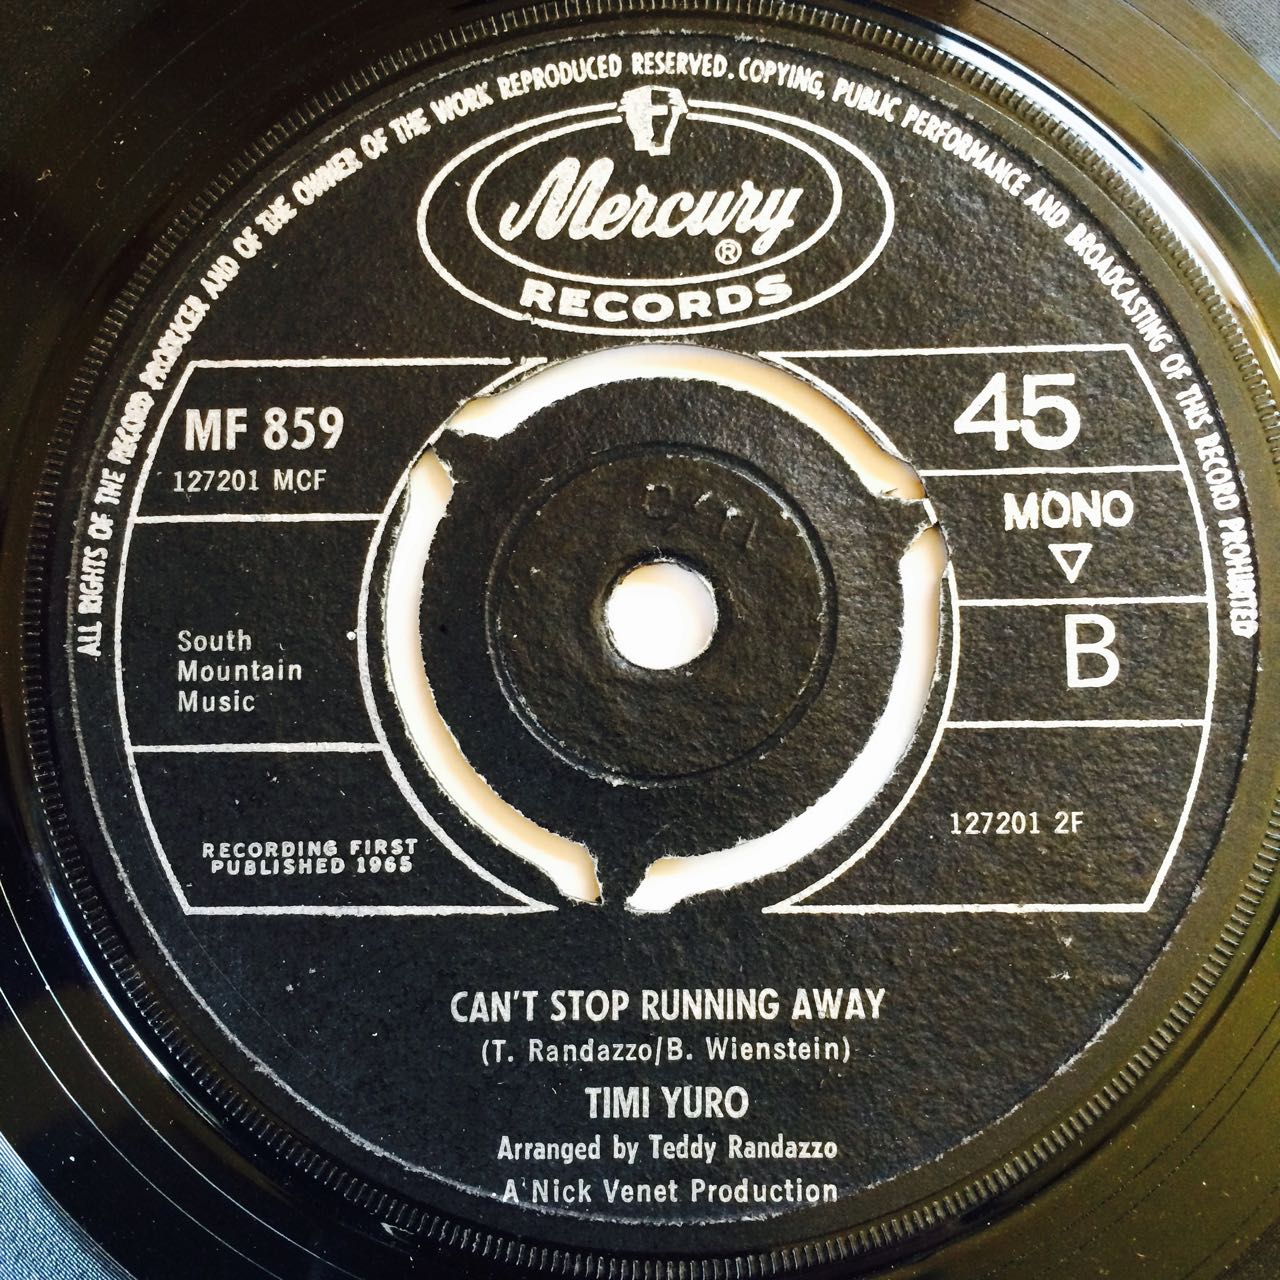 ALL RIGHTS OF THE RECORD PRODUCER AND OF THE OWNER OF THE WORK REPRODUCED RESERVED. COPYING, PUBLIC PERFORMANCE AND BROADCASTING OF THIS RECORD PROHIBITED
Mercury
®
RECORDS
MF 859
127201 MCF
45
MONO
B
South
Mountain
Music
RECORDING FIRST
PUBLISHED 1965
127201 2F
CAN'T STOP RUNNING AWAY
(T. Randazzo/B. Wienstein)
TIMI YURO
Arranged by Teddy Randazzo
A Nick Venet Production